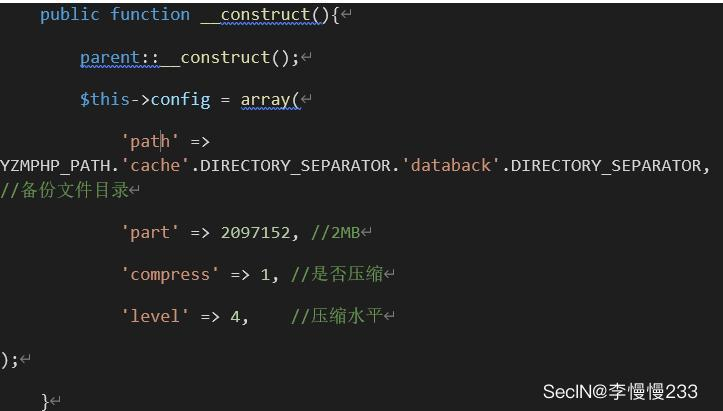 public function __construct(){↵
parent::__construct();↵
$this->config = array(↵
'path' =>
YZMPHP_PATH.'cache'.DIRECTORY_SEPARATOR.'databack'.DIRECTORY_SEPARATOR,
//备份文件目录↵
'part' => 2097152, //2MB↵
'compress' => 1, //是否压缩↵
'level' => 4,    //压缩水平↵
);↵
}↵
SecIN@李慢慢233